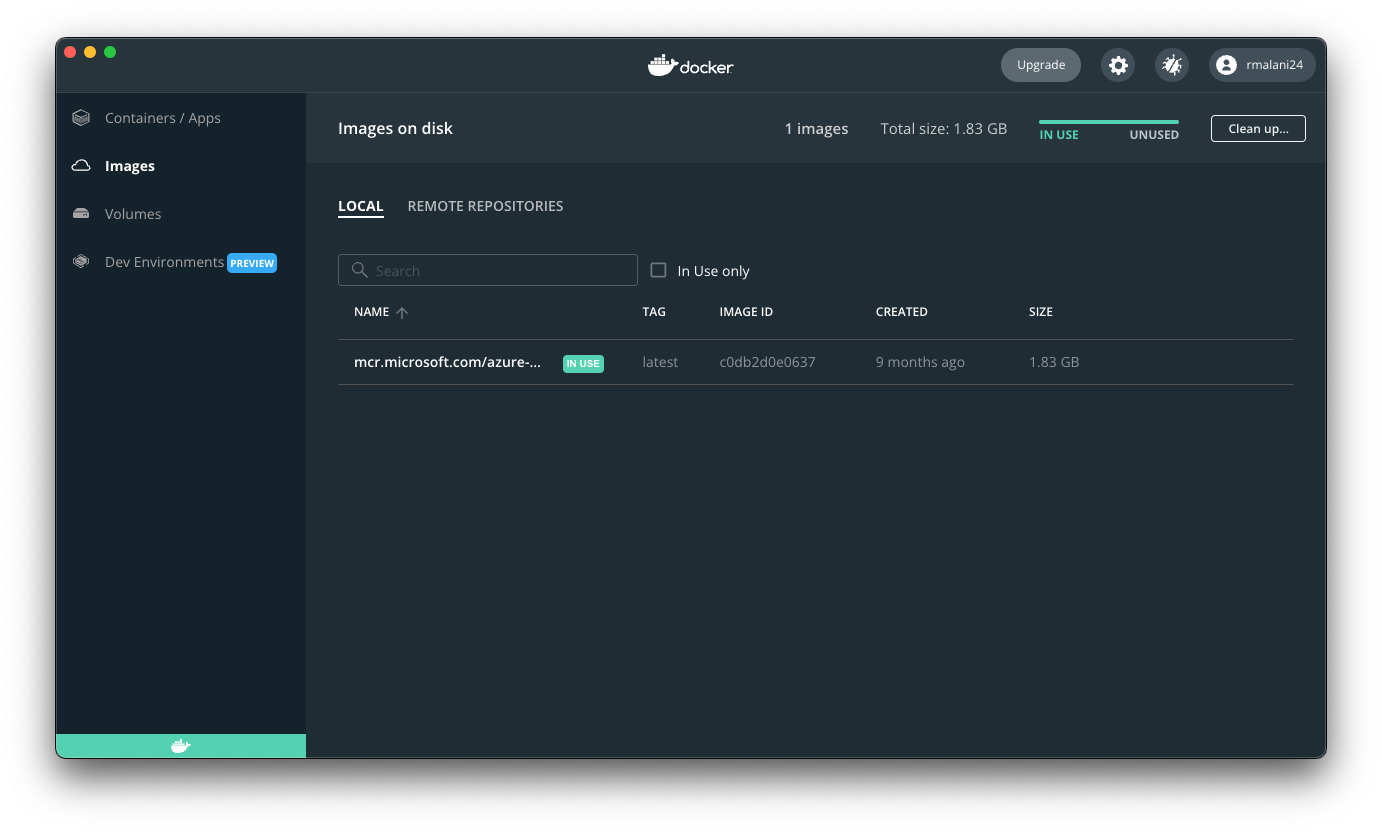 docker
Upgrade
rmalani24
Containers / Apps
Images
Volumes
Dev Environments PREVIEW
Images on disk
1 images
Total size: 1.83 GB
IN USE
UNUSED
Clean up...
LOCAL
REMOTE REPOSITORIES
Search
In Use only
NAME TAG IMAGE ID CREATED SIZE
mcr.microsoft.com/azure-... IN USE latest c0db2d0e0637 9 months ago 1.83 GB